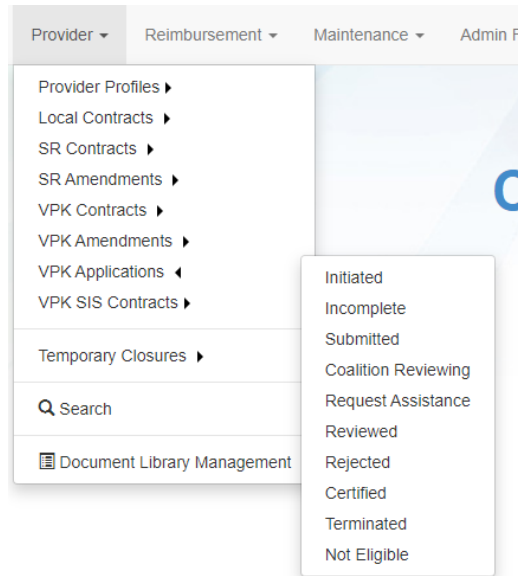 Provider Reimbursement Maintenance Admin
Provider Profiles
Local Contracts
SR Contracts
SR Amendments
VPK Contracts
VPK Amendments
VPK Applications
VPK SIS Contracts
Temporary Closures
Search
Document Library Management
Initiated
Incomplete
Submitted
Coalition Reviewing
Request Assistance
Reviewed
Rejected
Certified
Terminated
Not Eligible